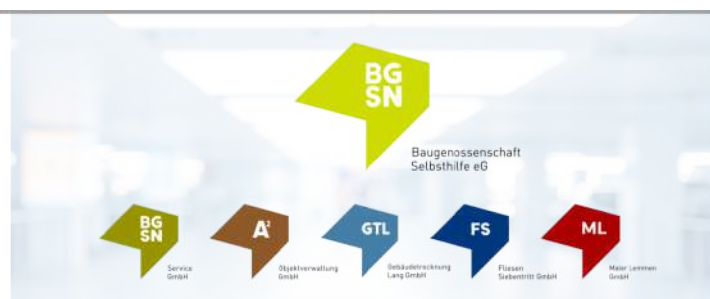 BG
SN
Baugenossenschaft
Selbsthilfe eG
BG
SN
Service
GmbH
A³
Objektverwaltung
GmbH
GTL
Gebäudetrocknung
Lang GmbH
FS
Fliesen
Siebentritt GmbH
ML
Maler Lemmen
GmbH